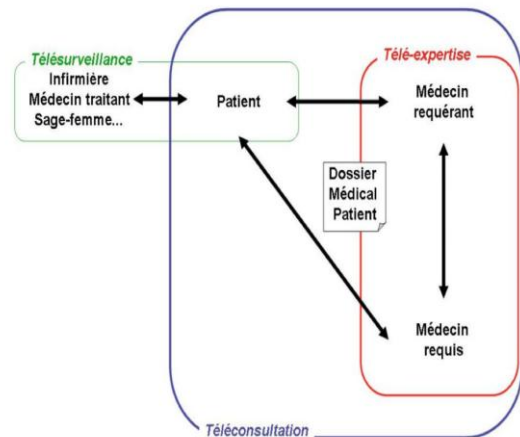 Télésurveillance
Infirmière
Médecin traitant
Sage-femme...
Patient
Télé-expertise
Médecin
requérant
Dossier
Médical
Patient
Médecin
requis
Téléconsultation